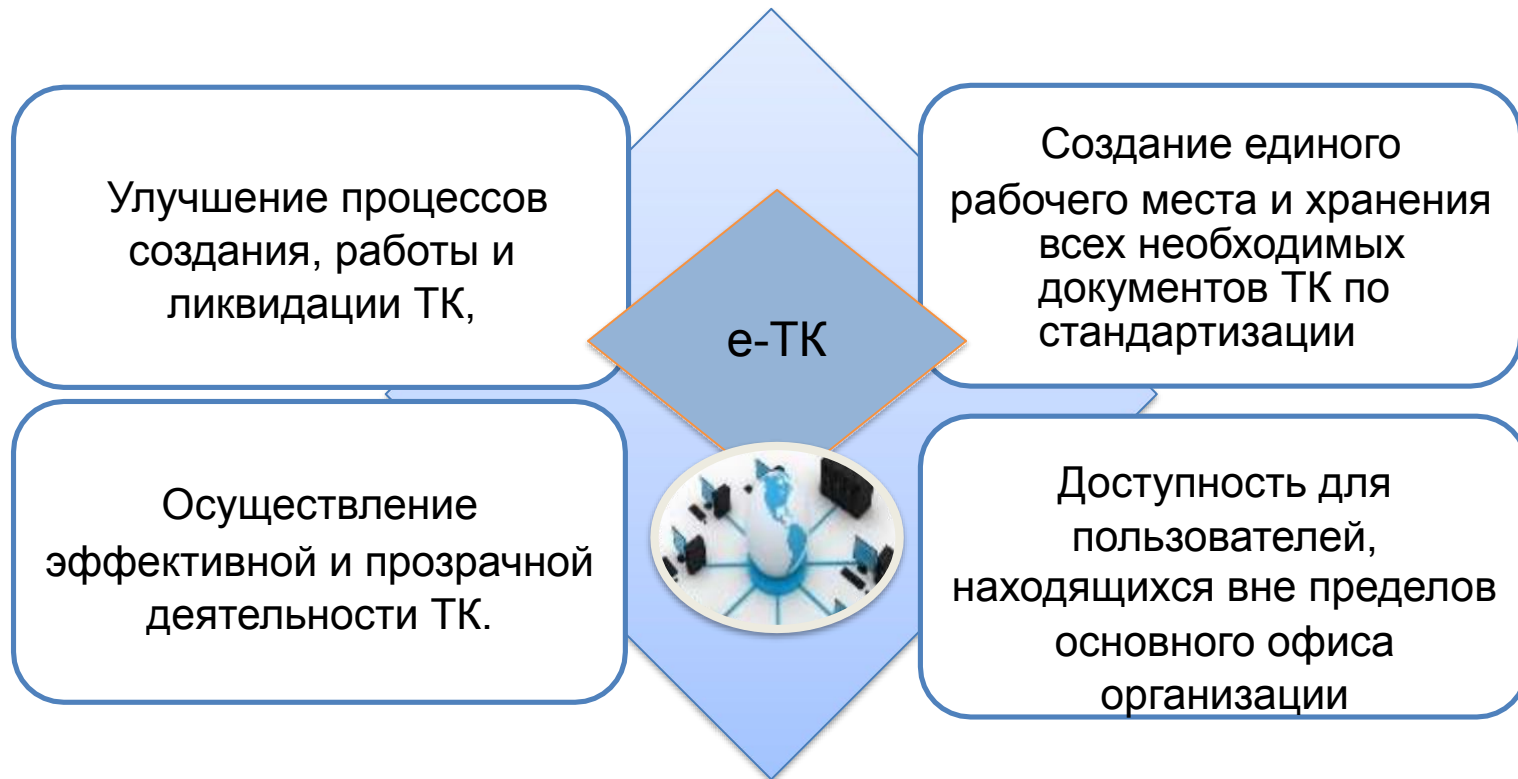 Улучшение процессов
создания, работы и
ликвидации ТК,
Создание единого
рабочего места и хранения
всех необходимых
документов ТК по
стандартизации
е-ТК
Осуществление
эффективной и прозрачной
деятельности ТК.
Доступность для
пользователей,
находящихся вне пределов
основного офиса
организации